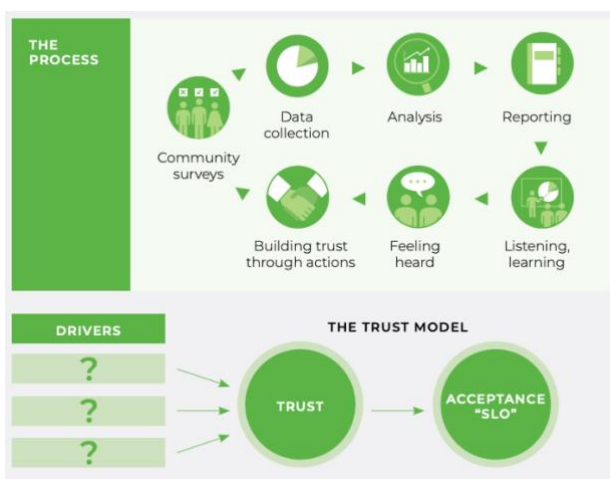 THE
PROCESS
Community
surveys
Data
collection
Analysis
Reporting
Listening,
learning
Feeling
heard
Building trust
through actions
DRIVERS
?
?
?
THE TRUST MODEL
TRUST
ACCEPTANCE
“SLO”